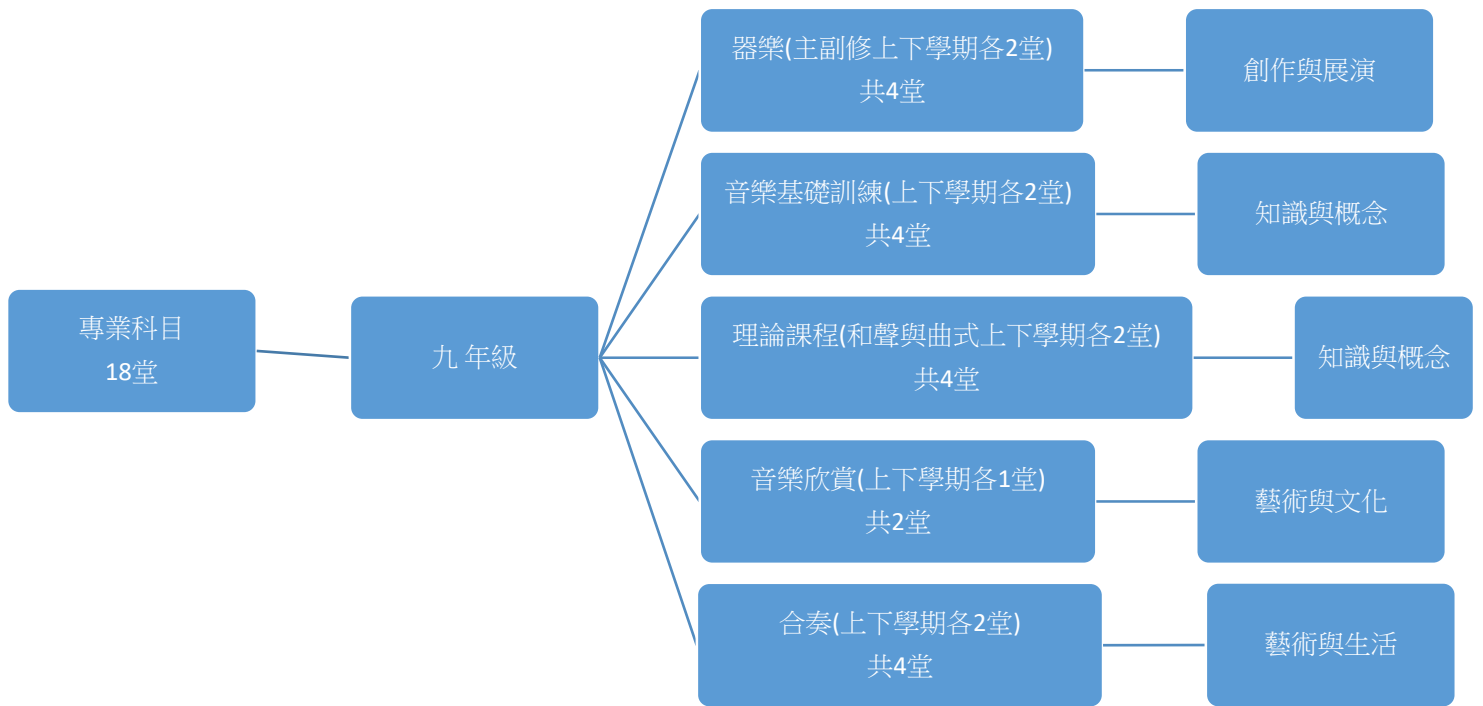 專業科目
18堂
九 年級
器樂(主副修上下學期各2堂)
共4堂
創作與展演
音樂基礎訓練(上下學期各2堂)
共4堂
知識與概念
理論課程(和聲與曲式上下學期各2堂)
共4堂
知識與概念
音樂欣賞(上下學期各1堂)
共2堂
藝術與文化
合奏(上下學期各2堂)
共4堂
藝術與生活